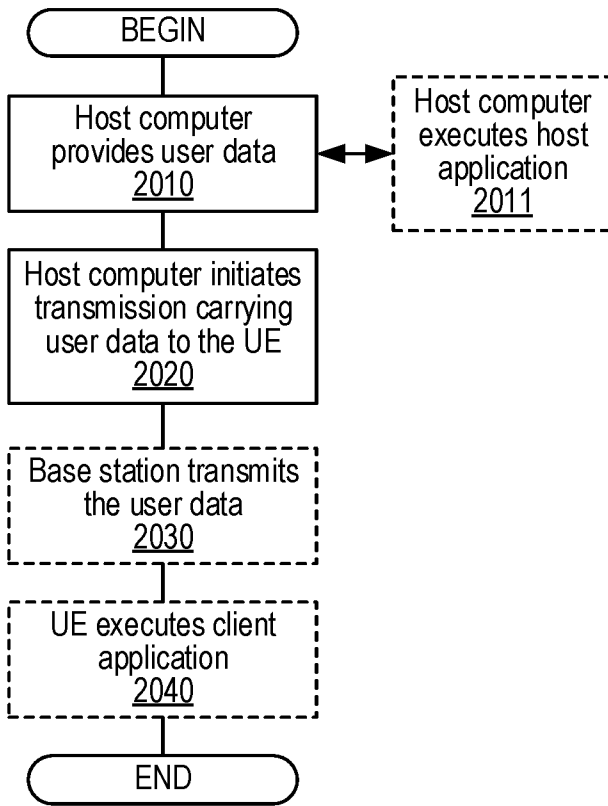 BEGIN
Host computer
provides user data
2010
Host computer
executes host
application
2011
Host computer initiates
transmission carrying
user data to the UE
2020
Base station transmits
the user data
2030
UE executes client
application
2040
END